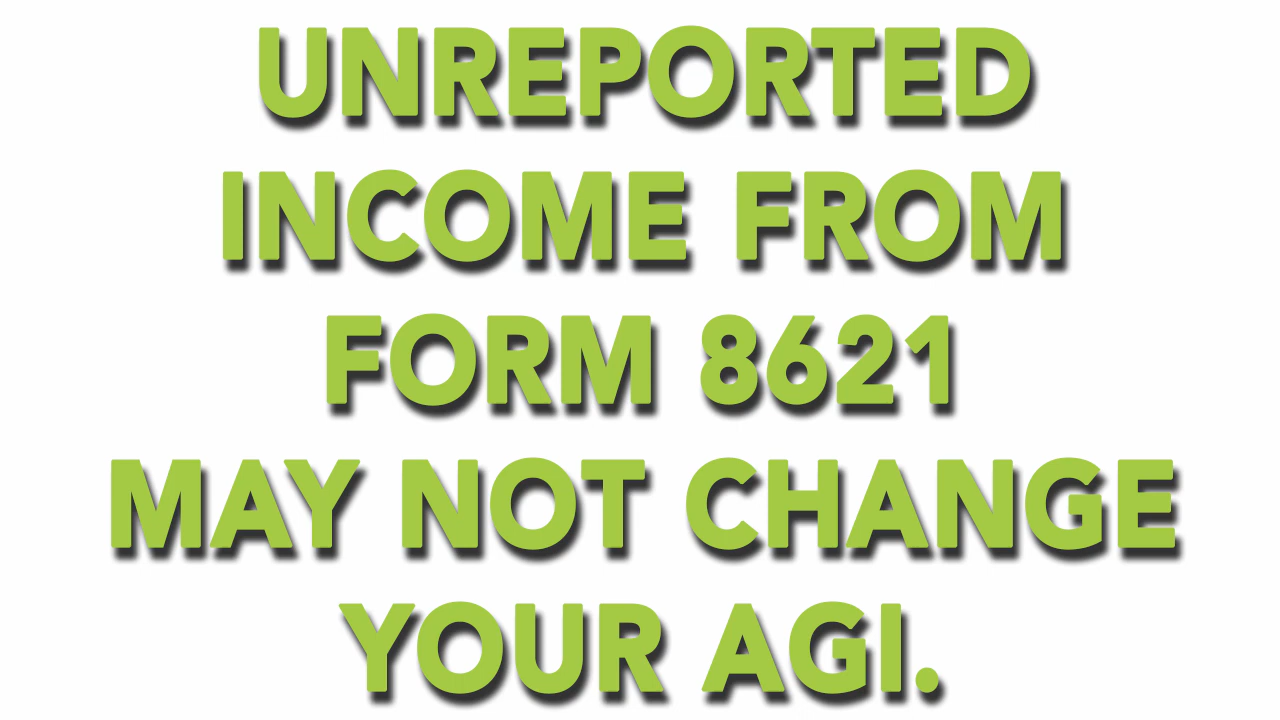 UNREPORTED
INCOME FROM
FORM 8621
MAY NOT CHANGE
YOUR AGI.